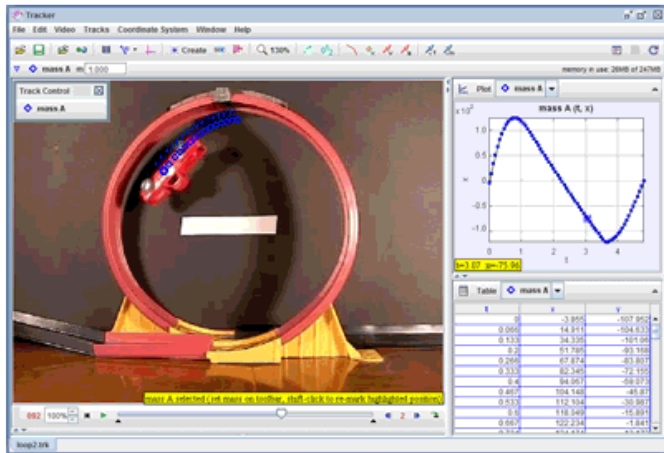 Tracker
File Edit Video Tracks Coordinate System Window Help
Create 130%
mass A m 1.000 memory in use: 26MB of 247MB
Track Control
mass A
Plot mass A
mass A (t, x)
x10²
1.0
0.5
0
-0.5
-1.0
x
0 1 2 3 4
t
t=3.07 x=-75.96
Table mass A
t x y
0 -3.855 -107.952
0.066 14.911 -104.533
0.133 34.335 -101.06
0.2 51.785 -93.168
0.266 67.874 -83.807
0.333 82.345 -72.155
0.4 94.067 -59.073
0.467 104.148 -45.87
0.533 112.104 -30.987
0.6 118.049 -15.891
0.667 122.234 -1.841
mass A selected (set mass on toolbar, shift-click to re-mark highlighted position)
082 100% 2
loop2.trk